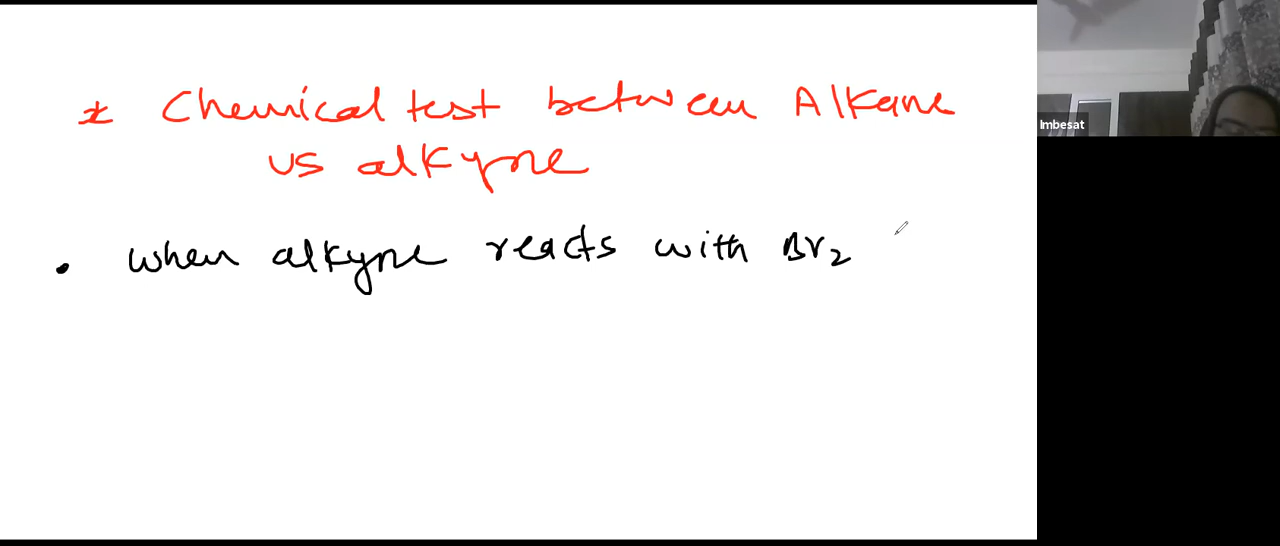 * Chemical test between Alkane
vs alkyne
• when alkyne reacts with Br2
Imbesat